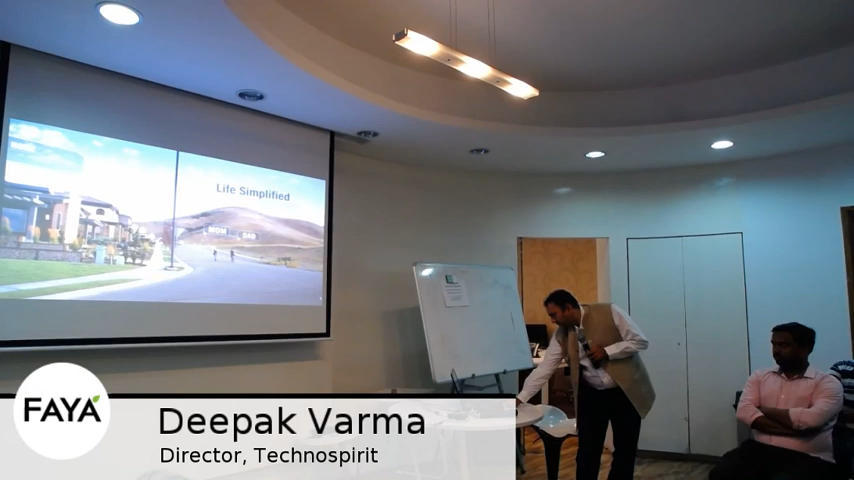 Life Simplified
MOM
DAD
FAYA
Deepak Varma
Director, Technospirit